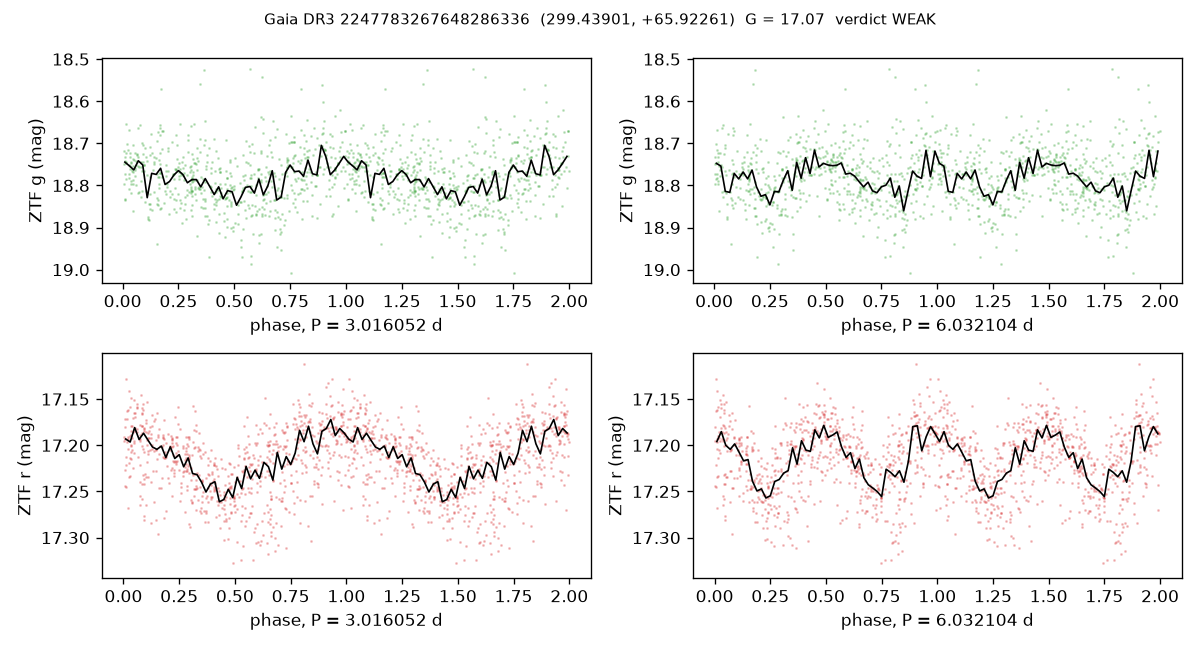 Gaia DR3 2247783267648286336 (299.43901, +65.92261) G = 17.07 verdict WEAK
18.5
18.6
18.7
18.8
18.9
19.0
ZTF g (mag)
0.00 0.25 0.50 0.75 1.00 1.25 1.50 1.75 2.00
phase, P = 3.016052 d
18.5
18.6
18.7
18.8
18.9
19.0
ZTF g (mag)
0.00 0.25 0.50 0.75 1.00 1.25 1.50 1.75 2.00
phase, P = 6.032104 d
17.15
17.20
17.25
17.30
ZTF r (mag)
0.00 0.25 0.50 0.75 1.00 1.25 1.50 1.75 2.00
phase, P = 3.016052 d
17.15
17.20
17.25
17.30
ZTF r (mag)
0.00 0.25 0.50 0.75 1.00 1.25 1.50 1.75 2.00
phase, P = 6.032104 d